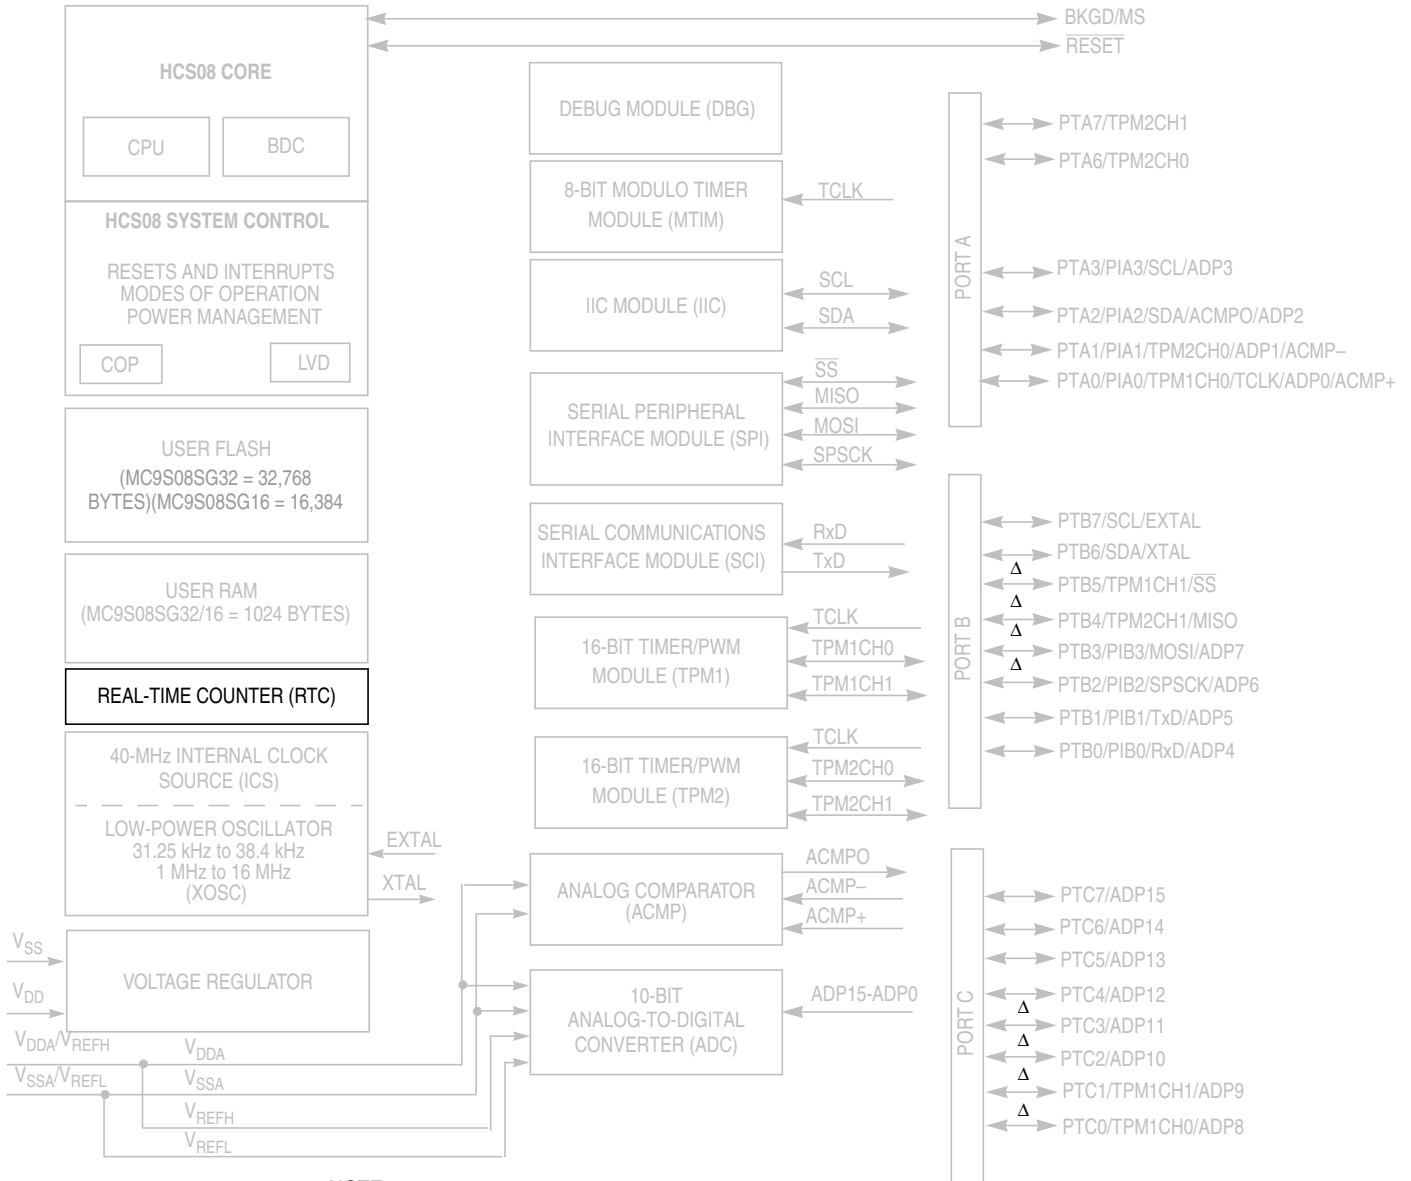 BKGD/MS
RESET
HCS08 CORE
CPU
BDC
HCS08 SYSTEM CONTROL
RESETS AND INTERRUPTS
MODES OF OPERATION
POWER MANAGEMENT
COP
LVD
USER FLASH
(MC9S08SG32 = 32,768
BYTES)(MC9S08SG16 = 16,384
USER RAM
(MC9S08SG32/16 = 1024 BYTES)
REAL-TIME COUNTER (RTC)
40-MHz INTERNAL CLOCK
SOURCE (ICS)
LOW-POWER OSCILLATOR
31.25 kHz to 38.4 kHz
1 MHz to 16 MHz
(XOSC)
EXTAL
XTAL
VSS
VDD
VOLTAGE REGULATOR
VDDA/VREFH
VSSA/VREFL
VDDA
VSSA
VREFH
VREFL
DEBUG MODULE (DBG)
8-BIT MODULO TIMER
MODULE (MTIM)
TCLK
IIC MODULE (IIC)
SCL
SDA
SERIAL PERIPHERAL
INTERFACE MODULE (SPI)
SS
MISO
MOSI
SPSCK
SERIAL COMMUNICATIONS
INTERFACE MODULE (SCI)
RxD
TxD
16-BIT TIMER/PWM
MODULE (TPM1)
TCLK
TPM1CH0
TPM1CH1
16-BIT TIMER/PWM
MODULE (TPM2)
TCLK
TPM2CH0
TPM2CH1
ANALOG COMPARATOR
(ACMP)
ACMPO
ACMP–
ACMP+
10-BIT
ANALOG-TO-DIGITAL
CONVERTER (ADC)
ADP15-ADP0
PORT A
PTA7/TPM2CH1
PTA6/TPM2CH0
PTA3/PIA3/SCL/ADP3
PTA2/PIA2/SDA/ACMPO/ADP2
PTA1/PIA1/TPM2CH0/ADP1/ACMP–
PTA0/PIA0/TPM1CH0/TCLK/ADP0/ACMP+
PORT B
PTB7/SCL/EXTAL
PTB6/SDA/XTAL
Δ
PTB5/TPM1CH1/SS
Δ
PTB4/TPM2CH1/MISO
Δ
PTB3/PIB3/MOSI/ADP7
Δ
PTB2/PIB2/SPSCK/ADP6
PTB1/PIB1/TxD/ADP5
PTB0/PIB0/RxD/ADP4
PORT C
PTC7/ADP15
PTC6/ADP14
PTC5/ADP13
PTC4/ADP12
Δ
PTC3/ADP11
Δ
PTC2/ADP10
Δ
PTC1/TPM1CH1/ADP9
Δ
PTC0/TPM1CH0/ADP8